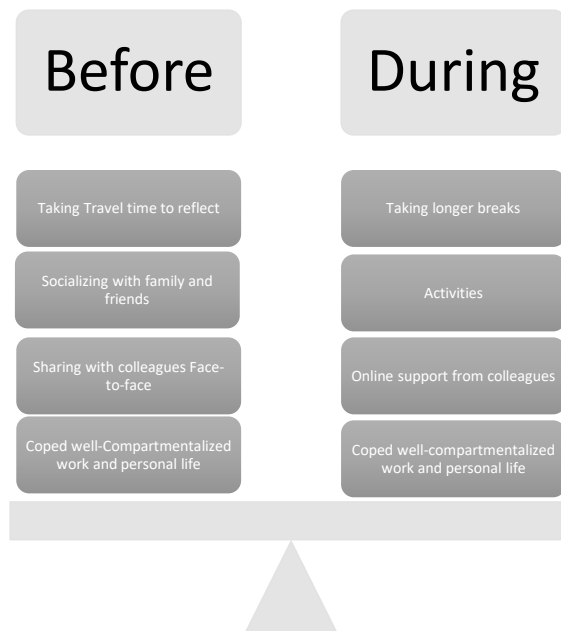 Before
During
Taking Travel time to reflect
Socializing with family and
friends
Sharing with colleagues Face-
to-face
Coped well-Compartmentalized
work and personal life
Taking longer breaks
Activities
Online support from colleagues
Coped well-compartmentalized
work and personal life